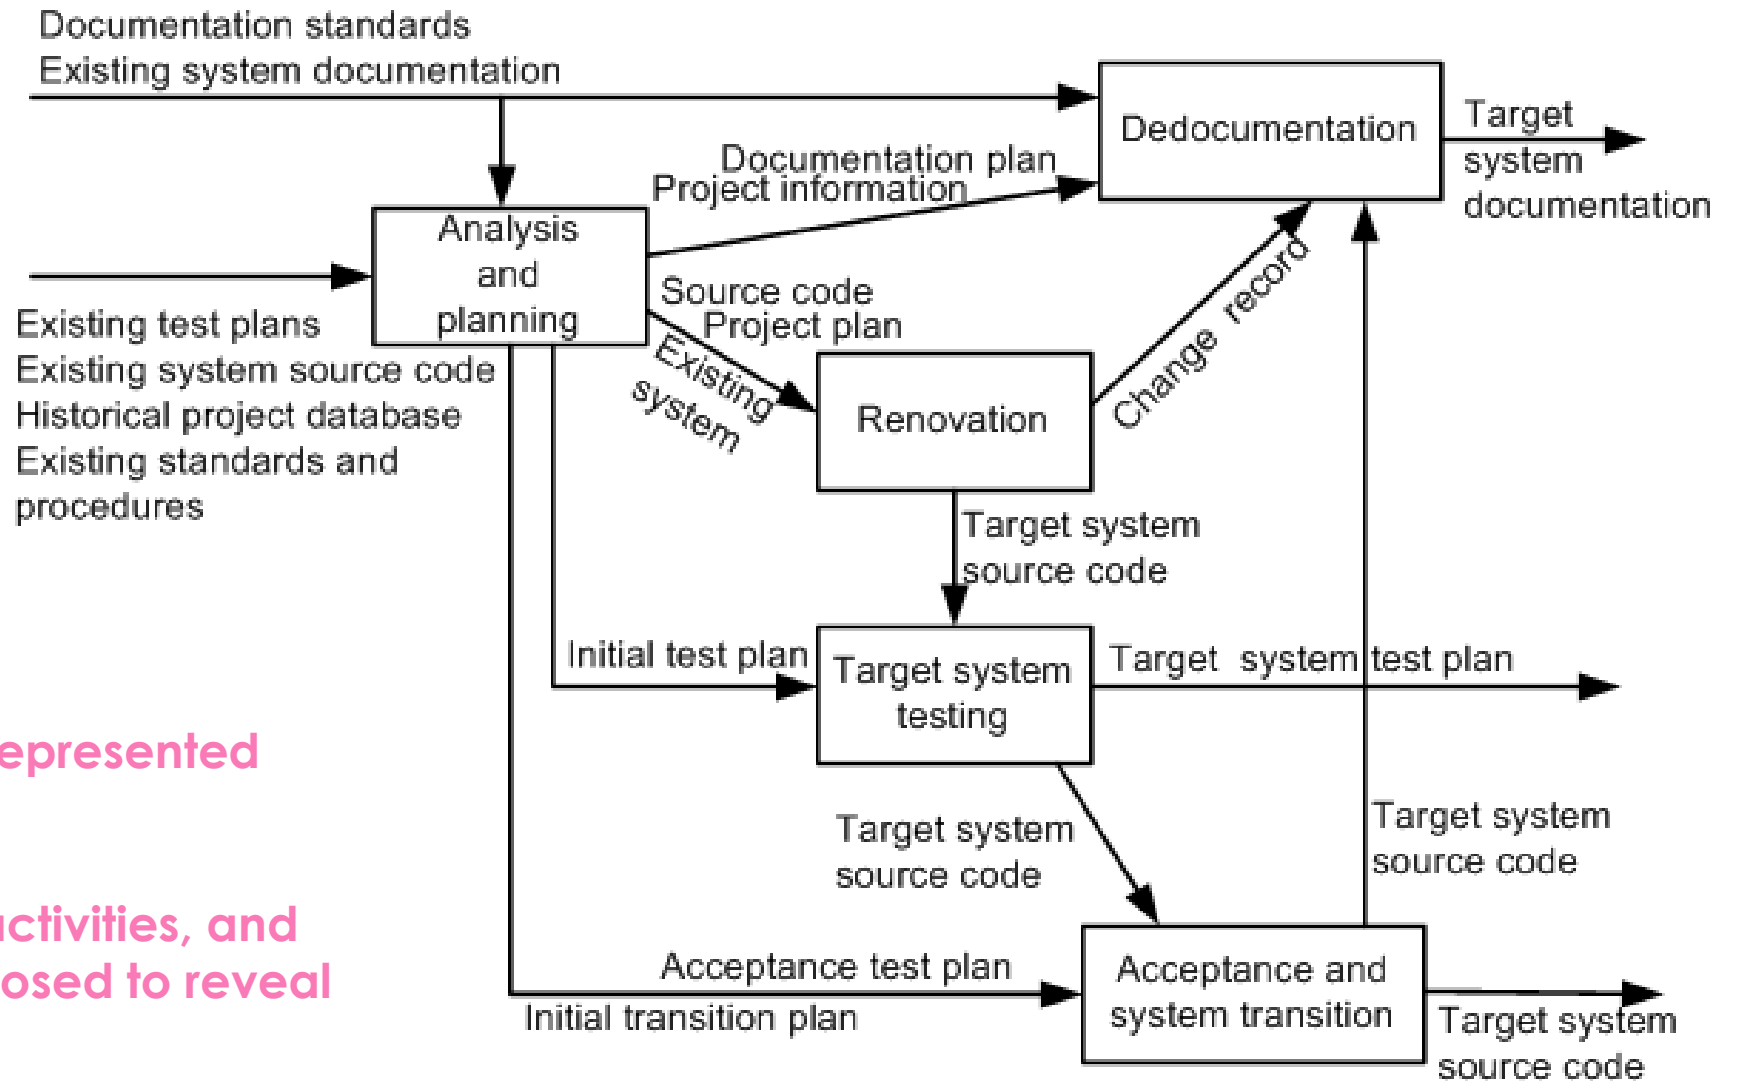 Documentation standards
Existing system documentation
Dedocumentation
Target
system
documentation
Documentation plan
Project information
Analysis
and
planning
Source code
Project plan
Existing
system
Change record
Existing test plans
Existing system source code
Historical project database
Existing standards and
procedures
Renovation
Target system
source code
Initial test plan
Target system
testing
Target system test plan
epresented
Target system
source code
Target system
source code
activities, and
osed to reveal
Acceptance test plan
Initial transition plan
Acceptance and
system transition
Target system
source code